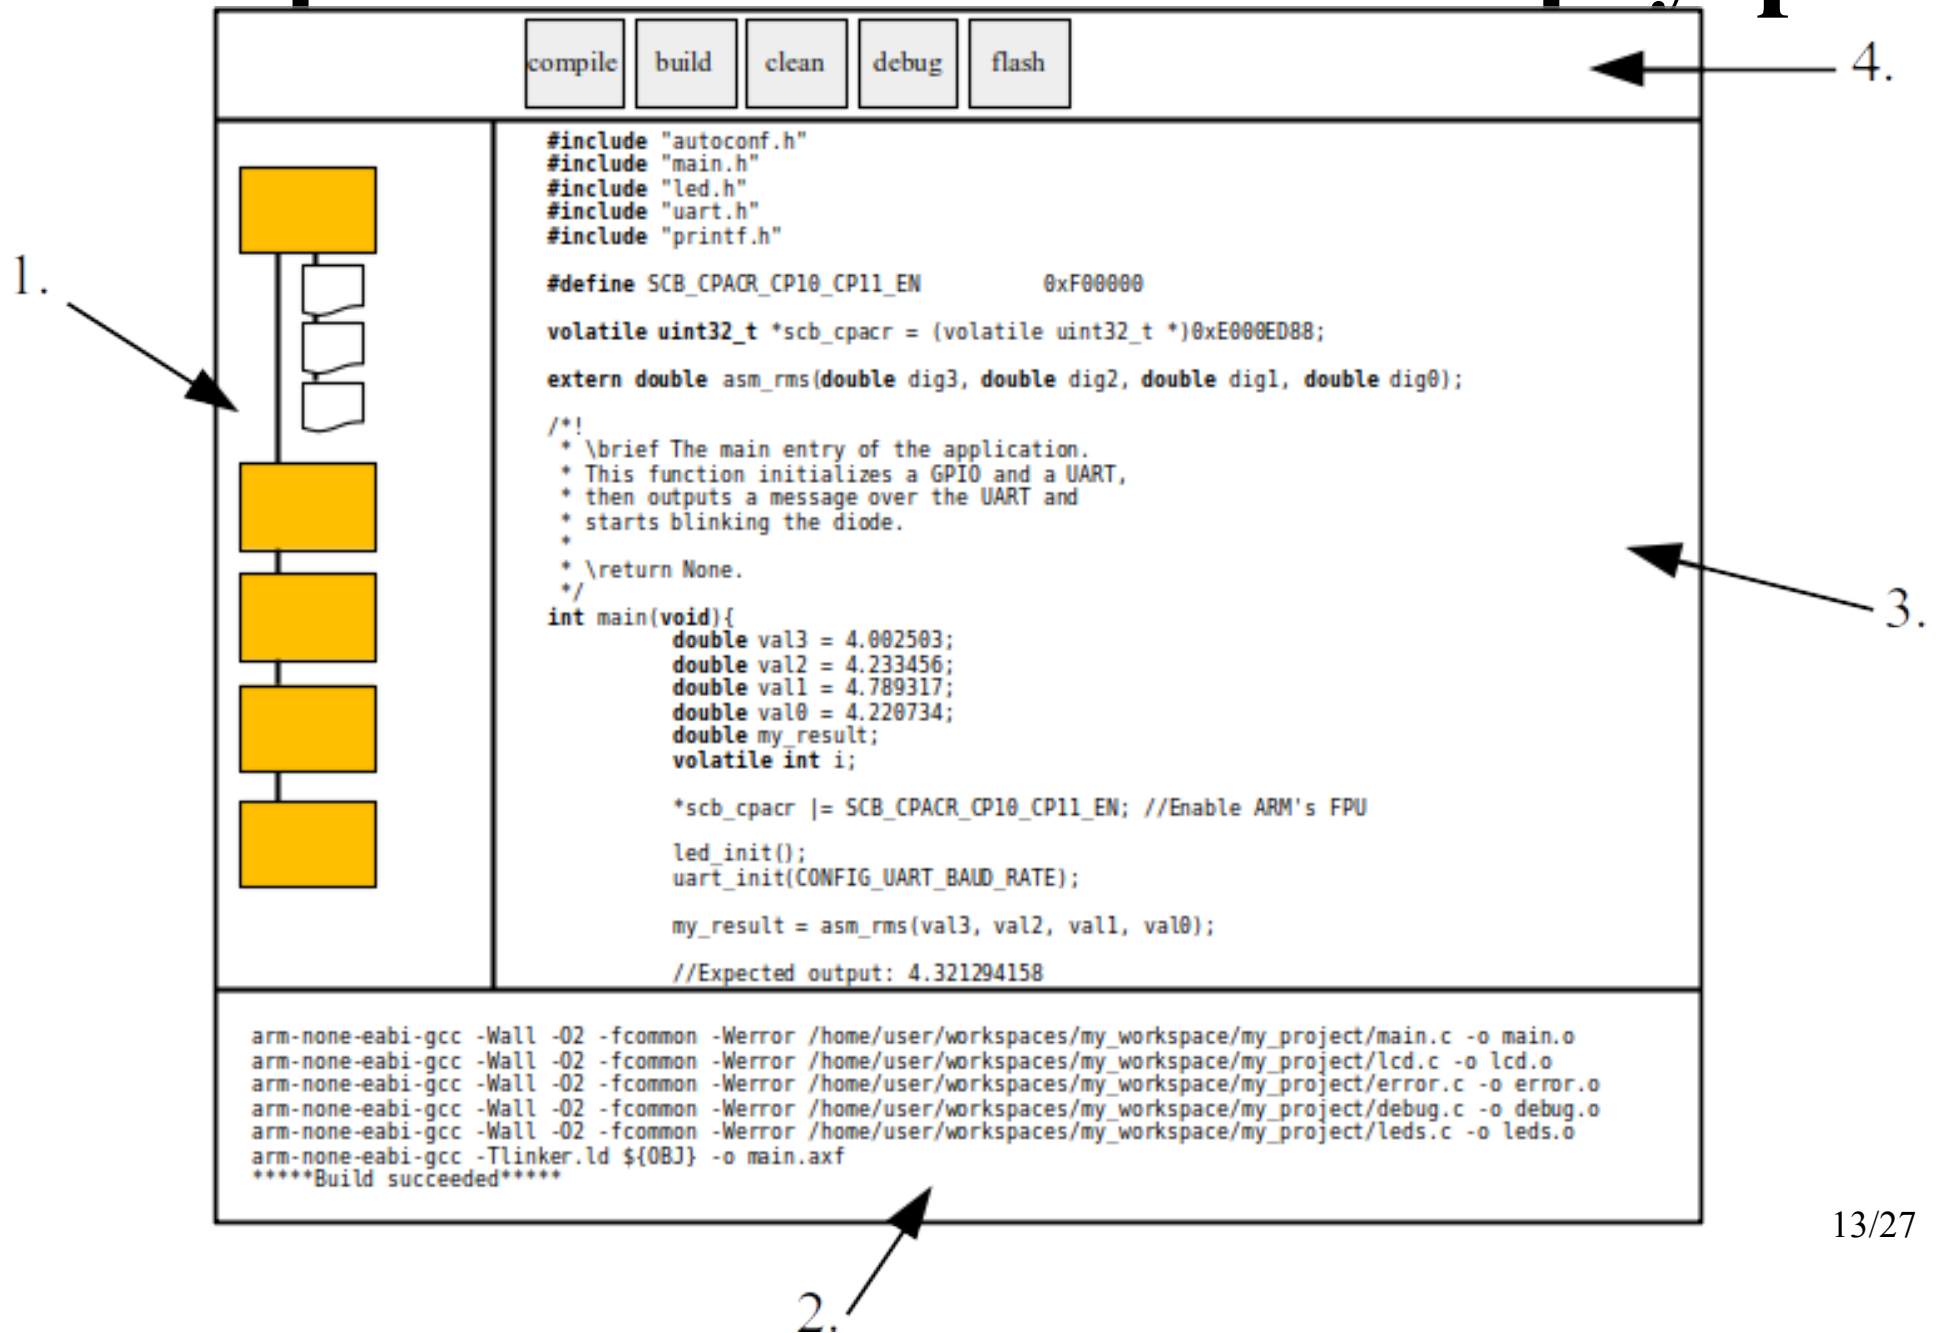 compile build clean debug flash
4.
#include "autoconf.h"
#include "main.h"
#include "led.h"
#include "uart.h"
#include "printf.h"
1.
#define SCB_CPACR_CP10_CP11_EN 0xF00000
volatile uint32_t *scb_cpacr = (volatile uint32_t *)0xE000ED88;
extern double asm_rms(double dig3, double dig2, double dig1, double dig0);
/*!
* \brief The main entry of the application.
* This function initializes a GPIO and a UART,
* then outputs a message over the UART and
* starts blinking the diode.
*
* \return None.
*/
3.
int main(void){
double val3 = 4.002503;
double val2 = 4.233456;
double val1 = 4.789317;
double val0 = 4.220734;
double my_result;
volatile int i;
*scb_cpacr |= SCB_CPACR_CP10_CP11_EN; //Enable ARM's FPU
led_init();
uart_init(CONFIG_UART_BAUD_RATE);
my_result = asm_rms(val3, val2, val1, val0);
//Expected output: 4.321294158
arm-none-eabi-gcc -Wall -O2 -fcommon -Werror /home/user/workspaces/my_workspace/my_project/main.c -o main.o
arm-none-eabi-gcc -Wall -O2 -fcommon -Werror /home/user/workspaces/my_workspace/my_project/lcd.c -o lcd.o
arm-none-eabi-gcc -Wall -O2 -fcommon -Werror /home/user/workspaces/my_workspace/my_project/error.c -o error.o
arm-none-eabi-gcc -Wall -O2 -fcommon -Werror /home/user/workspaces/my_workspace/my_project/debug.c -o debug.o
arm-none-eabi-gcc -Wall -O2 -fcommon -Werror /home/user/workspaces/my_workspace/my_project/leds.c -o leds.o
arm-none-eabi-gcc -Tlinker.ld ${OBJ} -o main.axf
*****Build succeeded*****
13/27
2.